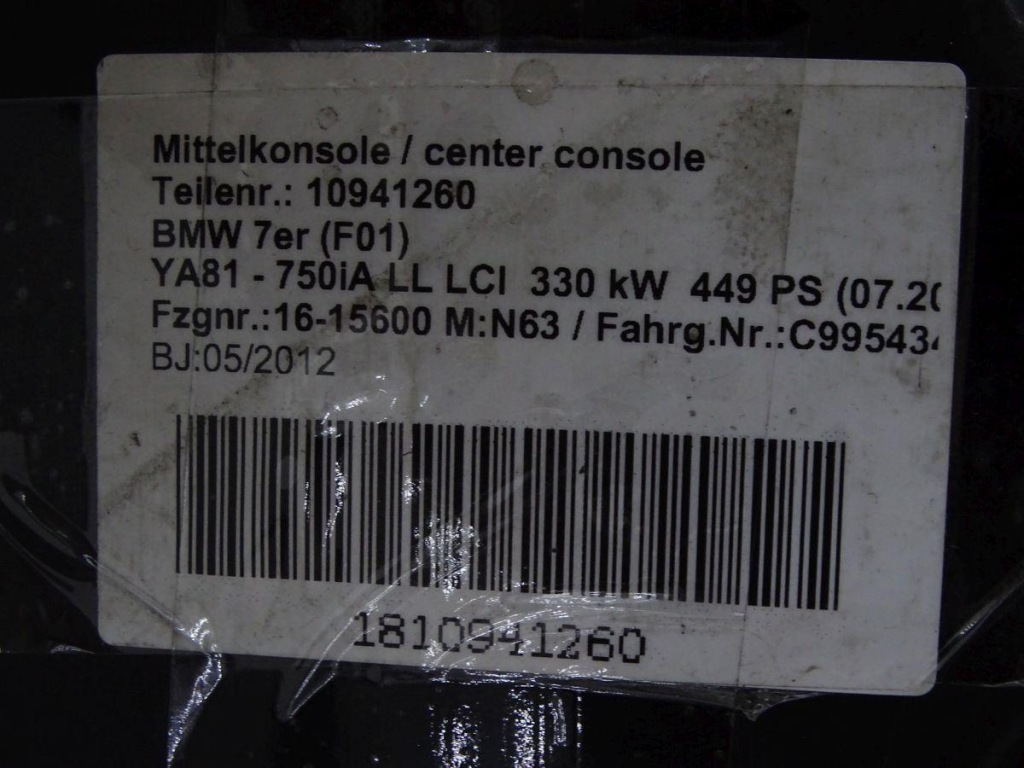 Mittelkonsole / center console
Teilenr.: 10941260
BMW 7er (F01)
YA81 - 750iA LL LCI 330 kW 449 PS (07.20
Fzgnr.:16-15600 M:N63 / Fahrg.Nr.:C99543
BJ:05/2012
1810941260